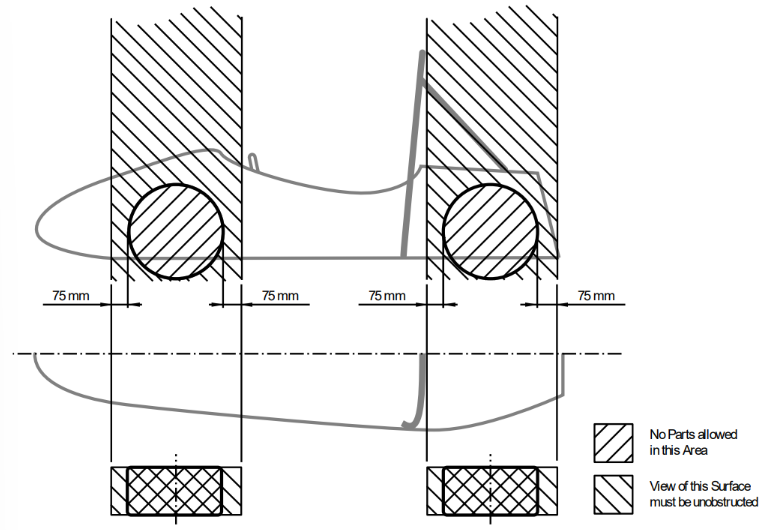 75 mm
75 mm
75 mm
75 mm
No Parts allowed
in this Area
View of this Surface
must be unobstructed